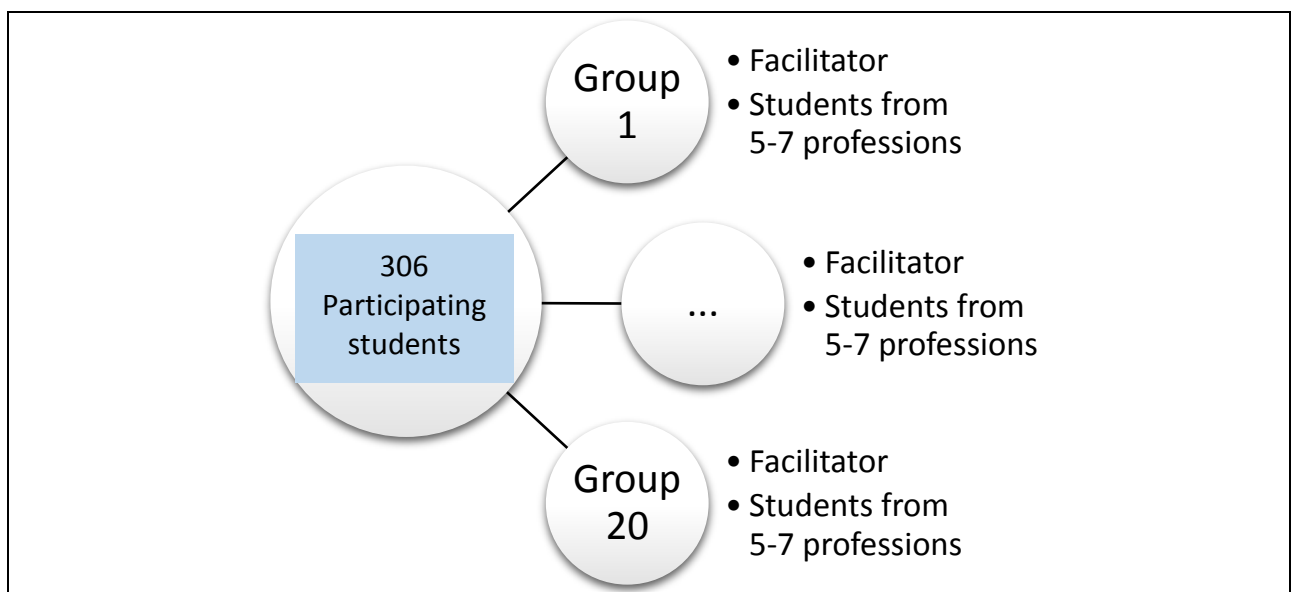 Group
1
• Facilitator
• Students from
5-7 professions
306
Participating
students
...
• Facilitator
• Students from
5-7 professions
Group
20
• Facilitator
• Students from
5-7 professions